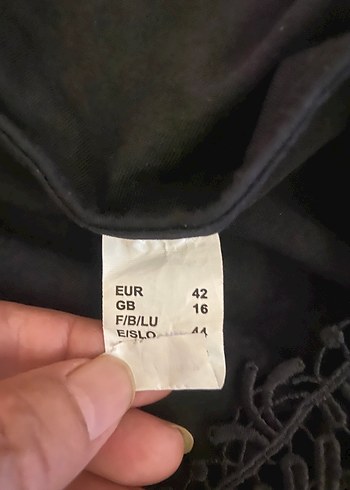 EUR 42
GB 16
F/B/LU
E/SLO 44